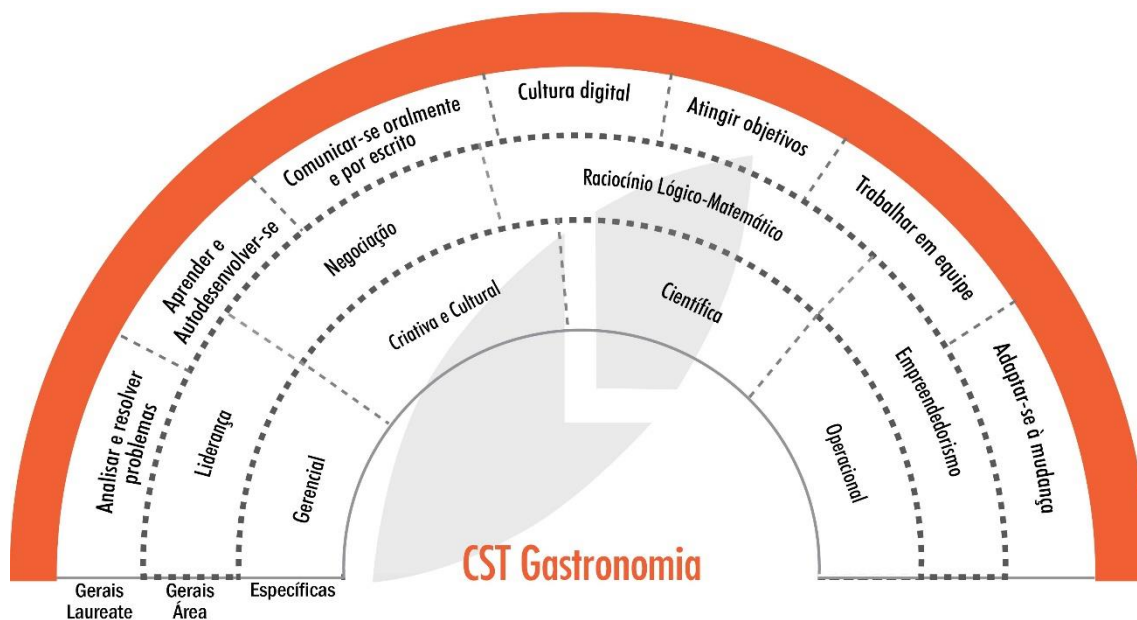 Analisar e resolver
problemas
Aprender e
Autodesenvolver-se
Comunicar-se oralmente
e por escrito
Cultura digital
Atingir objetivos
Trabalhar em equipe
Adaptar-se à mudança
Liderança
Negociação
Raciocínio Lógico-Matemático
Empreendedorismo
Gerencial
Criativa e Cultural
Científica
Operacional
CST Gastronomia
Gerais
Laureate
Gerais
Área
Específicas